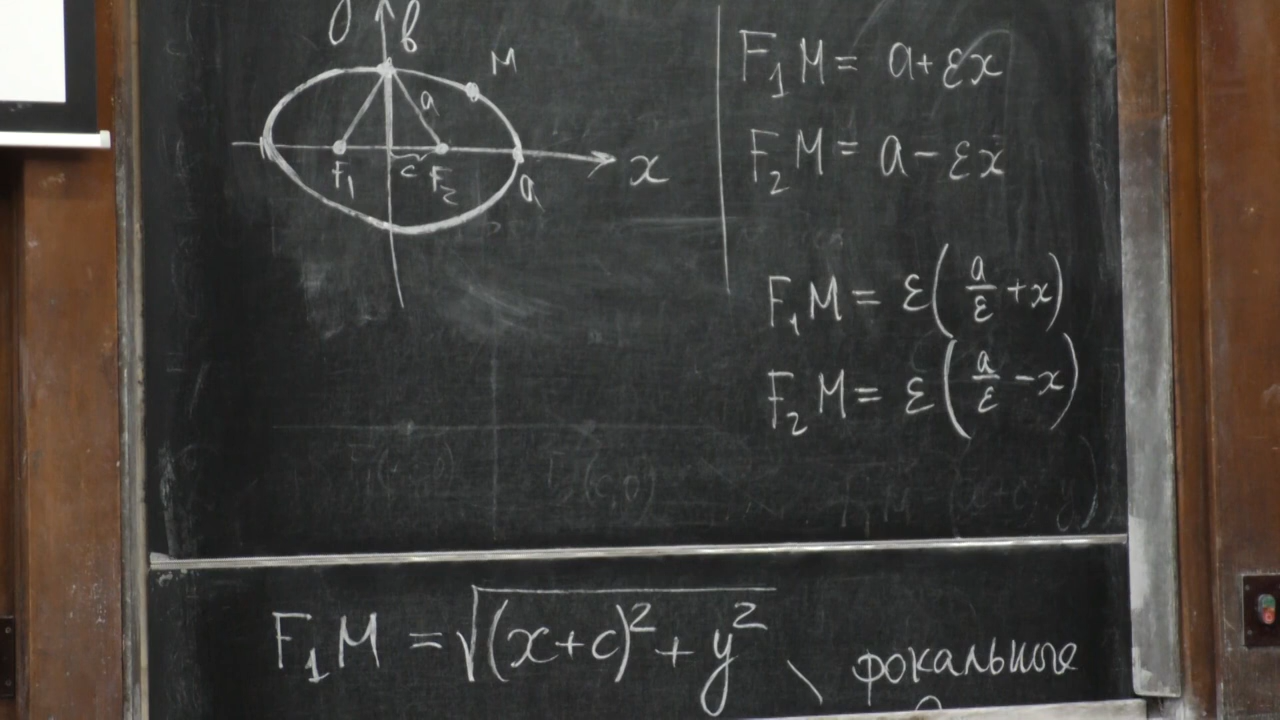 y b
M
a
F₁ c F₂ a x
F₁M = a+εx
F₂M = a-εx
F₁M = ε(a/ε +x)
F₂M = ε(a/ε -x)
F₁M = √((x+c)² + y²) \ фокальные